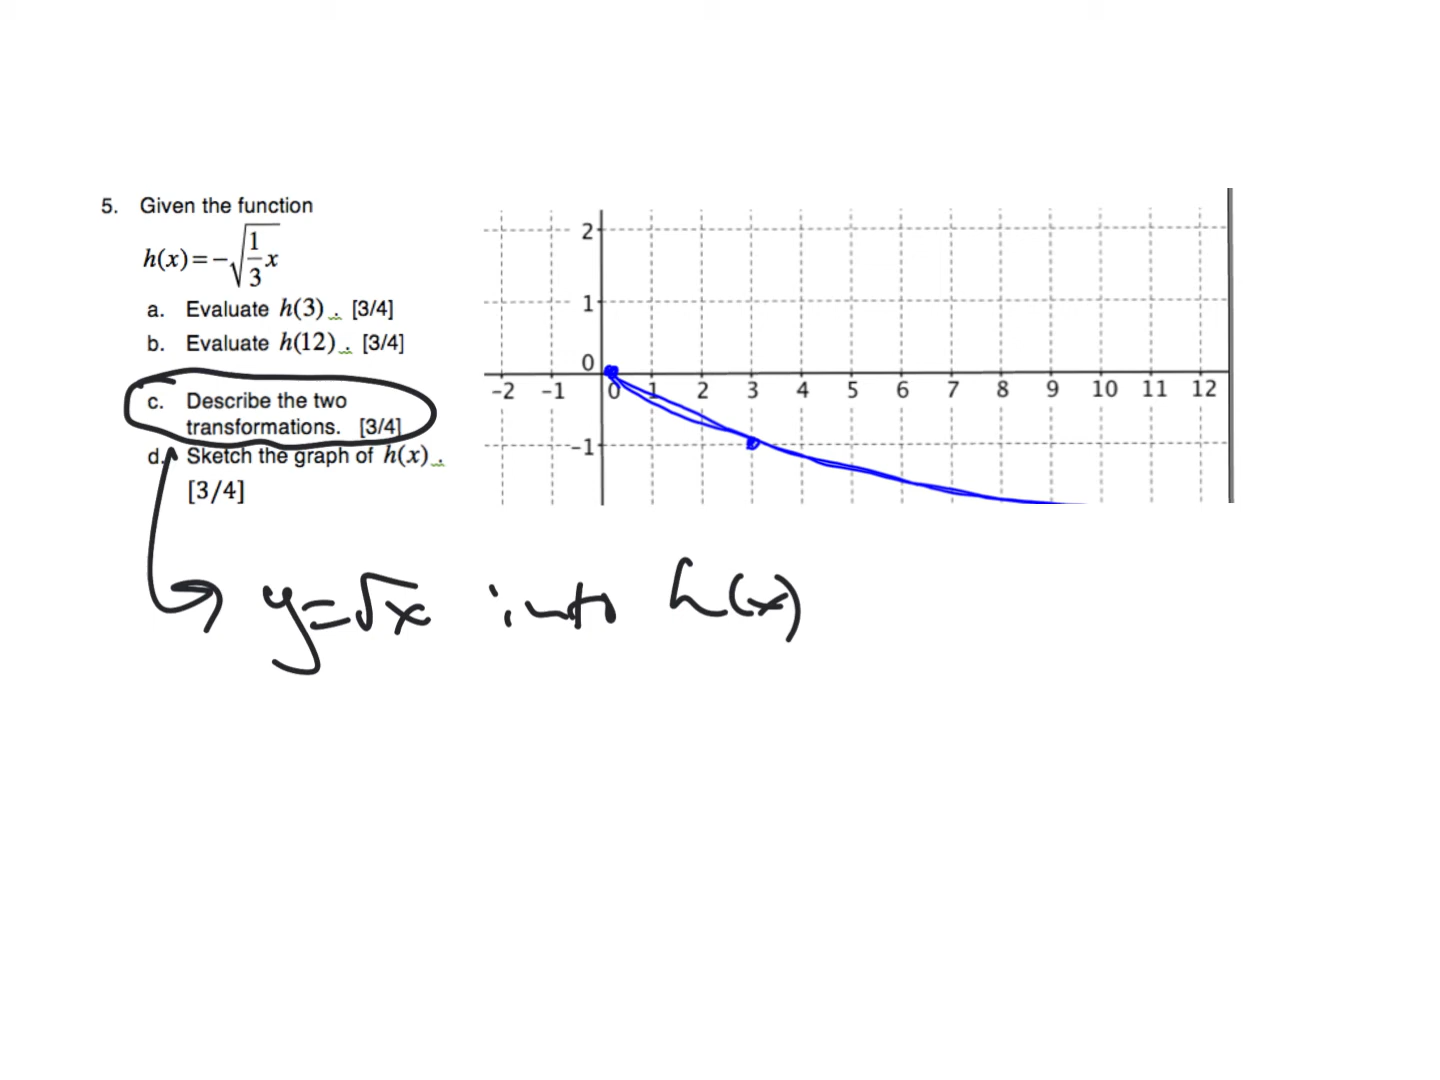 5. Given the function
h(x)=-√(1/3 x)
a. Evaluate h(3). [3/4]
b. Evaluate h(12). [3/4]
c. Describe the two
transformations. [3/4]
d. Sketch the graph of h(x).
[3/4]
2
1
0
-2 -1 0 1 2 3 4 5 6 7 8 9 10 11 12
-1
y=√x into h(x)